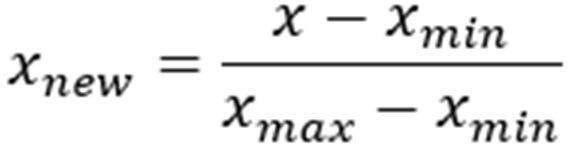 x_new = (x − x_min) / (x_max − x_min)